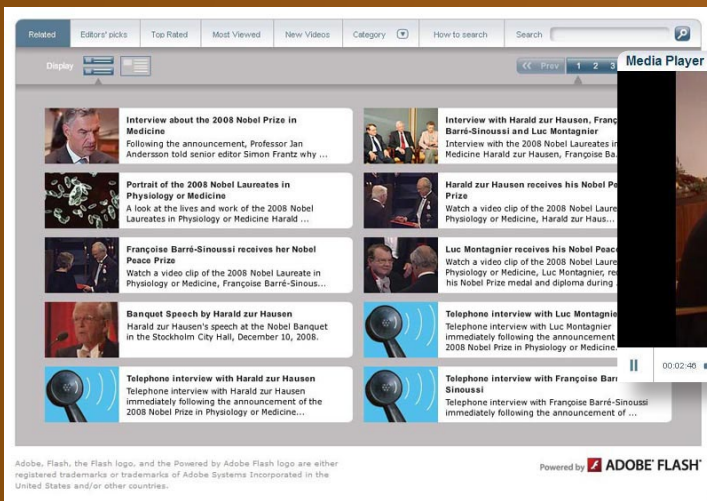 Related
Editors' picks
Top Rated
Most Viewed
New Videos
Category
How to search
Search
Display
<< Prev 1 2 3
Media Player
Interview about the 2008 Nobel Prize in
Medicine
Following the announcement, Professor Jan
Andersson told senior editor Simon Frantz why ...
Interview with Harald zur Hausen, Franç
Barré-Sinoussi and Luc Montagnier
Interview with the 2008 Nobel Laureates in
Medicine Harald zur Hausen, Françoise Ba.
Portrait of the 2008 Nobel Laureates in
Physiology or Medicine
A look at the lives and work of the 2008 Nobel
Laureates in Physiology or Medicine Harald ...
Harald zur Hausen receives his Nobel Pe
Prize
Watch a video clip of the 2008 Nobel Laure
Physiology or Medicine, Harald zur Haus...
Françoise Barré-Sinoussi receives her Nobel
Peace Prize
Watch a video clip of the 2008 Nobel Laureate in
Physiology or Medicine, Françoise Barré-Sinous...
Luc Montagnier receives his Nobel Peac
Watch a video clip of the 2008 Nobel Laure
Physiology or Medicine, Luc Montagnier, re
his Nobel Prize medal and diploma during
Banquet Speech by Harald zur Hausen
Harald zur Hausen's speech at the Nobel Banquet
in the Stockholm City Hall, December 10, 2008.
Telephone interview with Luc Montagnie
Telephone interview with Luc Montagnier
immediately following the announcement
2008 Nobel Prize in Physiology or Medicine.
00:02:46
Telephone interview with Harald zur Hausen
Telephone interview with Harald zur Hausen
immediately following the announcement of the
2008 Nobel Prize in Physiology or Medicine...
Telephone interview with Françoise Barr
Sinoussi
Telephone interview with Françoise Barré-Sinoussi
immediately following the announcement of ...
Adobe, Flash, the Flash logo, and the Powered by Adobe Flash logo are either
registered trademarks or trademarks of Adobe Systems Incorporated in the
United States and/or other countries.
Powered by ADOBE® FLASH®